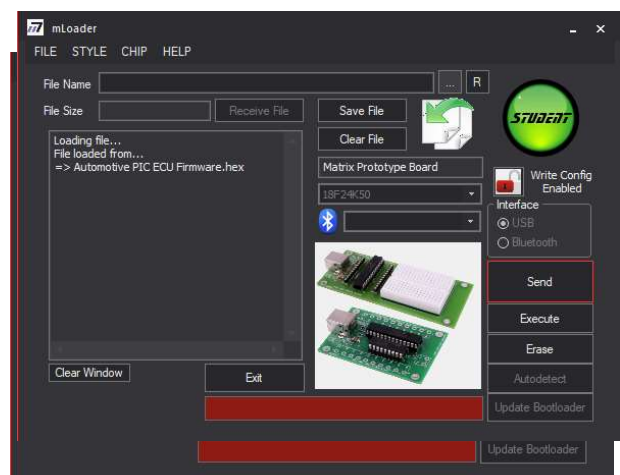 mLoader
FILE STYLE CHIP HELP
File Name ... R
File Size Receive File Save File
STUDENT
Loading file...
File loaded from...
=> Automotive PIC ECU Firmware.hex
Clear File
Matrix Prototype Board
18F24K50
Write Config
Enabled
Interface
USB
Bluetooth
Send
Execute
Erase
Autodetect
Update Bootloader
Clear Window
Exit
Update Bootloader